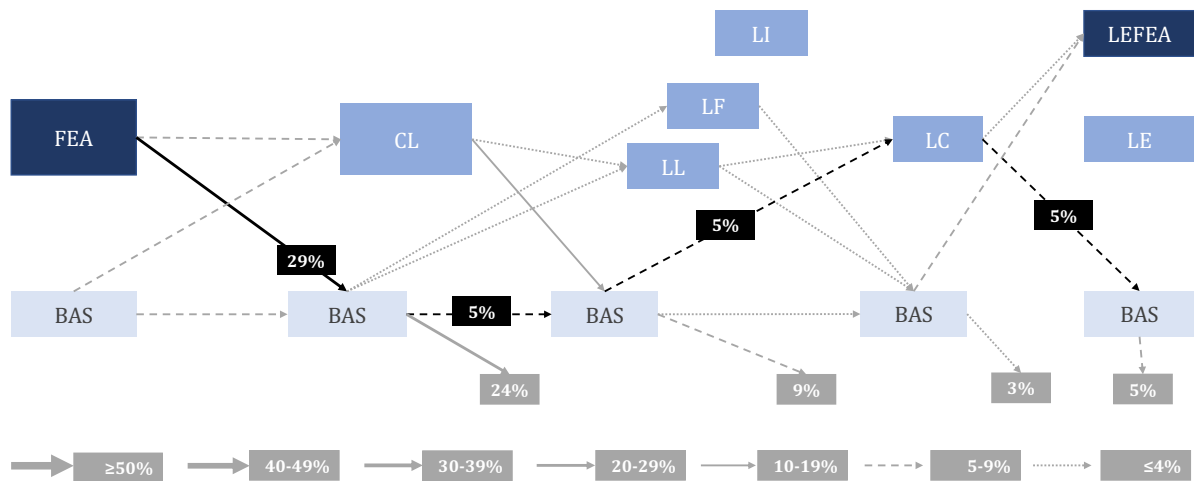 LI
LEFEA
LF
FEA
CL
LC
LE
LL
5%
5%
29%
BAS
BAS
5%
BAS
BAS
BAS
24%
9%
3%
5%
≥50%
40-49%
30-39%
20-29%
10-19%
5-9%
≤4%